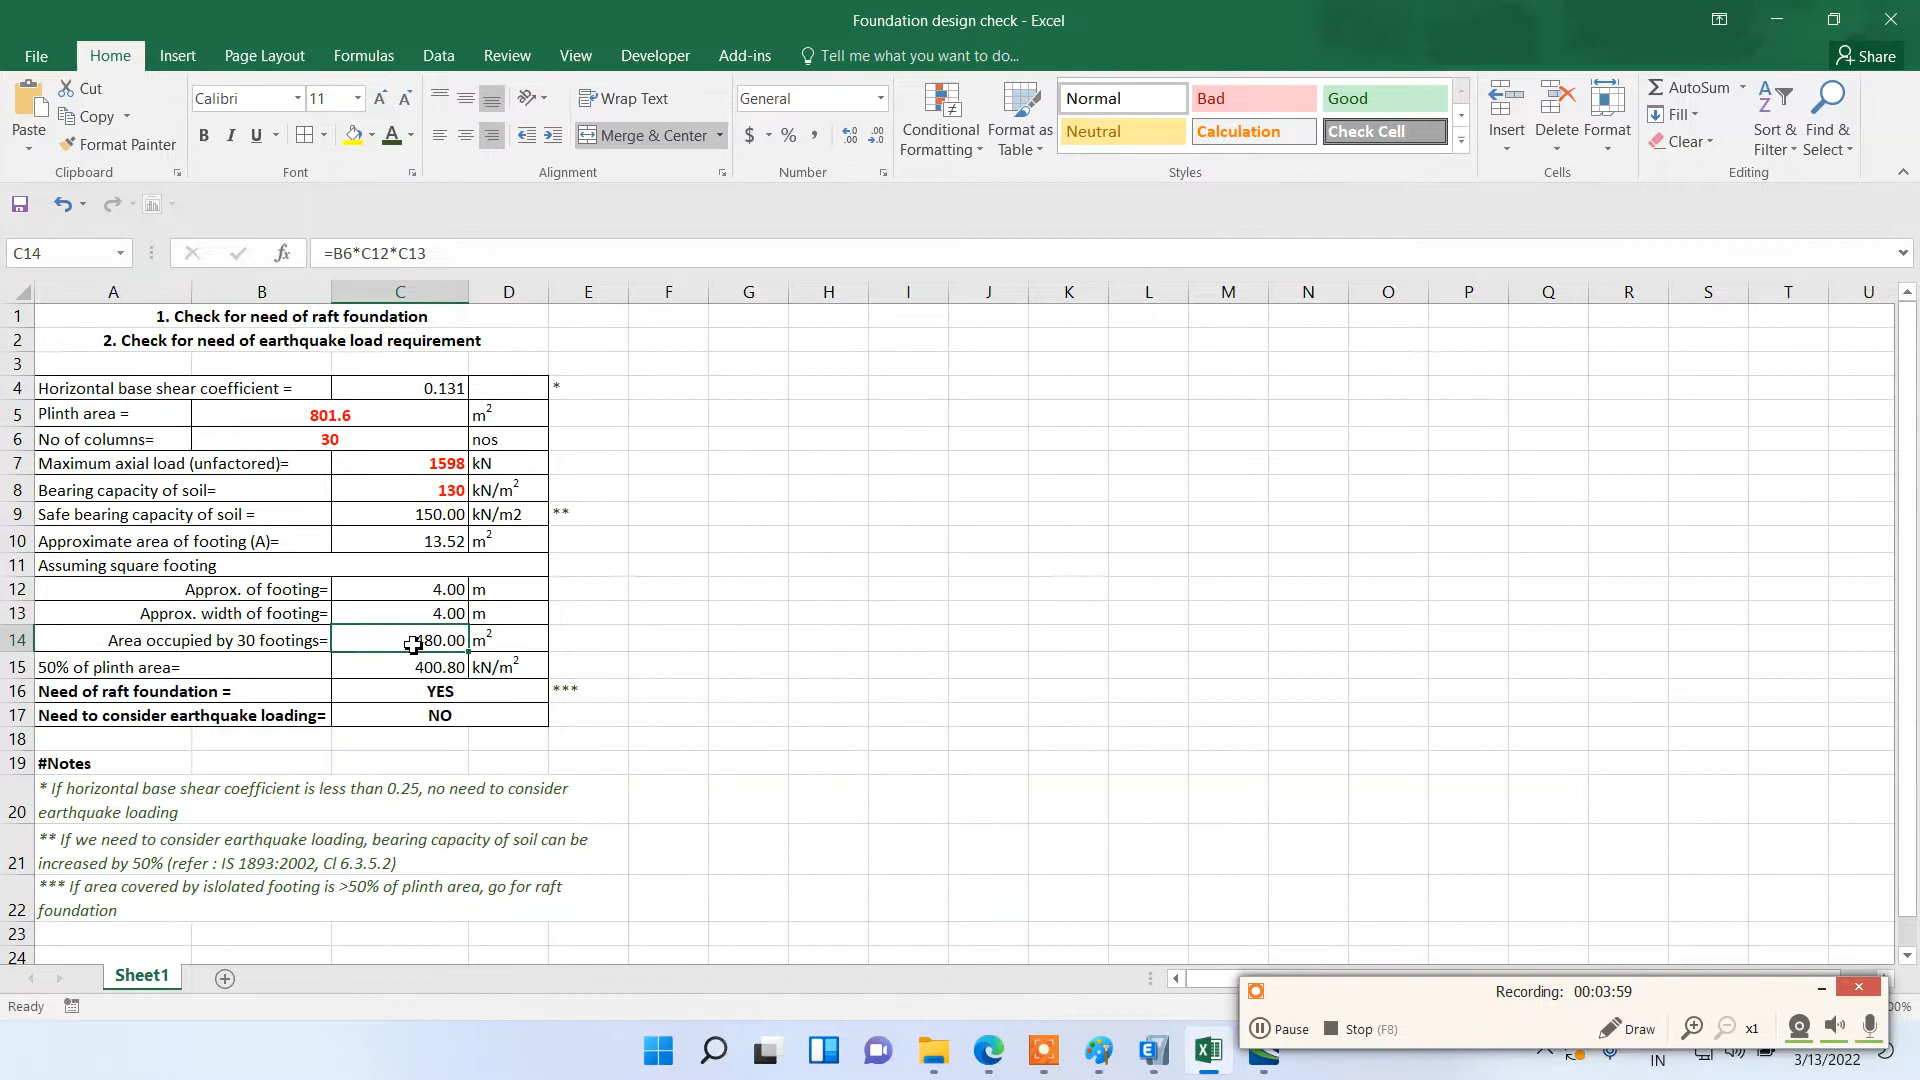 Foundation design check - Excel
File Home Insert Page Layout Formulas Data Review View Developer Add-ins Tell me what you want to do... Share
Paste
Cut
Copy
Format Painter
Clipboard
Calibri 11
B I U
Font
Wrap Text
Merge & Center
Alignment
General
$ % ,
Number
Conditional Formatting
Format as Table
Normal Bad Good
Neutral Calculation Check Cell
Styles
Insert Delete Format
Cells
AutoSum
Fill
Clear
Sort & Filter
Find & Select
Editing
C14 fx =B6*C12*C13
A B C D E F G H I J K L M N O P Q R S T U
1 1. Check for need of raft foundation
2 2. Check for need of earthquake load requirement
3
4 Horizontal base shear coefficient = 0.131 *
5 Plinth area = 801.6 m2
6 No of columns= 30 nos
7 Maximum axial load (unfactored)= 1598 kN
8 Bearing capacity of soil= 130 kN/m2
9 Safe bearing capacity of soil = 150.00 kN/m2 **
10 Approximate area of footing (A)= 13.52 m2
11 Assuming square footing
12 Approx. of footing= 4.00 m
13 Approx. width of footing= 4.00 m
14 Area occupied by 30 footings= 480.00 m2
15 50% of plinth area= 400.80 kN/m2
16 Need of raft foundation = YES ***
17 Need to consider earthquake loading= NO
18
19 #Notes
* If horizontal base shear coefficient is less than 0.25, no need to consider
20 earthquake loading
** If we need to consider earthquake loading, bearing capacity of soil can be
21 increased by 50% (refer : IS 1893:2002, Cl 6.3.5.2)
*** If area covered by islolated footing is >50% of plinth area, go for raft
22 foundation
23
24
Sheet1
Ready
Recording: 00:03:59
Pause Stop (F8) Draw x1
IN
3/13/2022